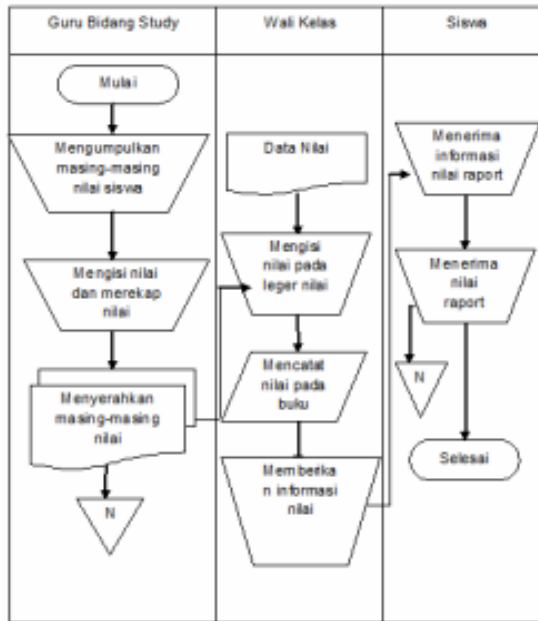 Guru Bidang Study
Wali Kelas
Siswa
Mulai
Mengumpulkan
masing-masing
nilai siswa
Mengisi nilai
dan merekap
nilai
Menyerahkan
masing-masing
nilai
N
Data Nilai
Mengisi
nilai pada
leger nilai
Mencatat
nilai pada
buku
Memberika
n informasi
nilai
Menerima
informasi
nilai raport
Menerima
nilai
raport
N
Selesai